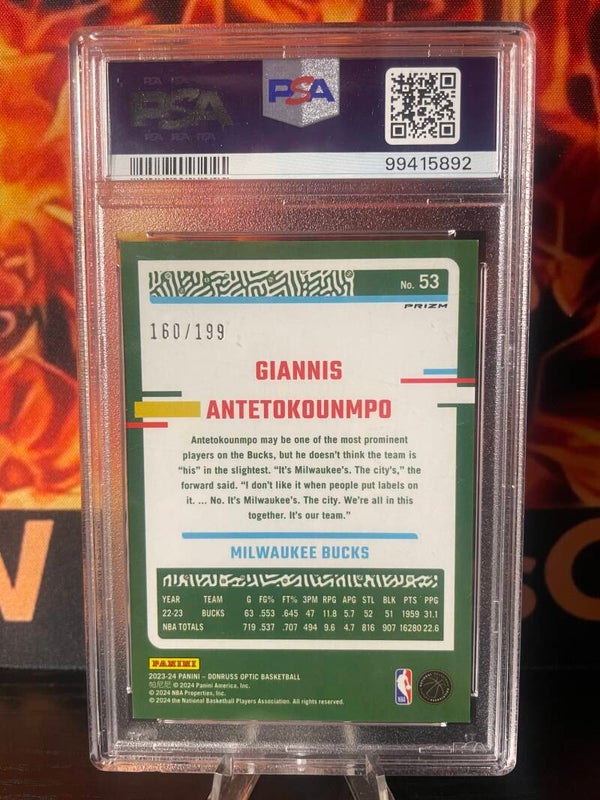 PSA
PSA
99415892
No. 53
PRIZM
160/199
GIANNIS
ANTETOKOUNMPO
Antetokounmpo may be one of the most prominent
players on the Bucks, but he doesn't think the team is
"his" in the slightest. "It's Milwaukee's. The city's," the
forward said. "I don't like it when people put labels on
it. ... No. It's Milwaukee's. The city. We're all in this
together. It's our team."
MILWAUKEE BUCKS
YEAR TEAM G FG% FT% 3PM RPG APG STL BLK PTS PPG
22-23 BUCKS 63 .553 .645 47 11.8 5.7 52 51 1959 31.1
NBA TOTALS 719 .537 .707 494 9.6 4.7 816 907 16280 22.6
PANINI
2023-24 PANINI – DONRUSS OPTIC BASKETBALL
帕尼尼 © 2024 Panini America, Inc.
© 2024 NBA Properties, Inc.
© 2024 the National Basketball Players Association. All rights reserved.
NBA